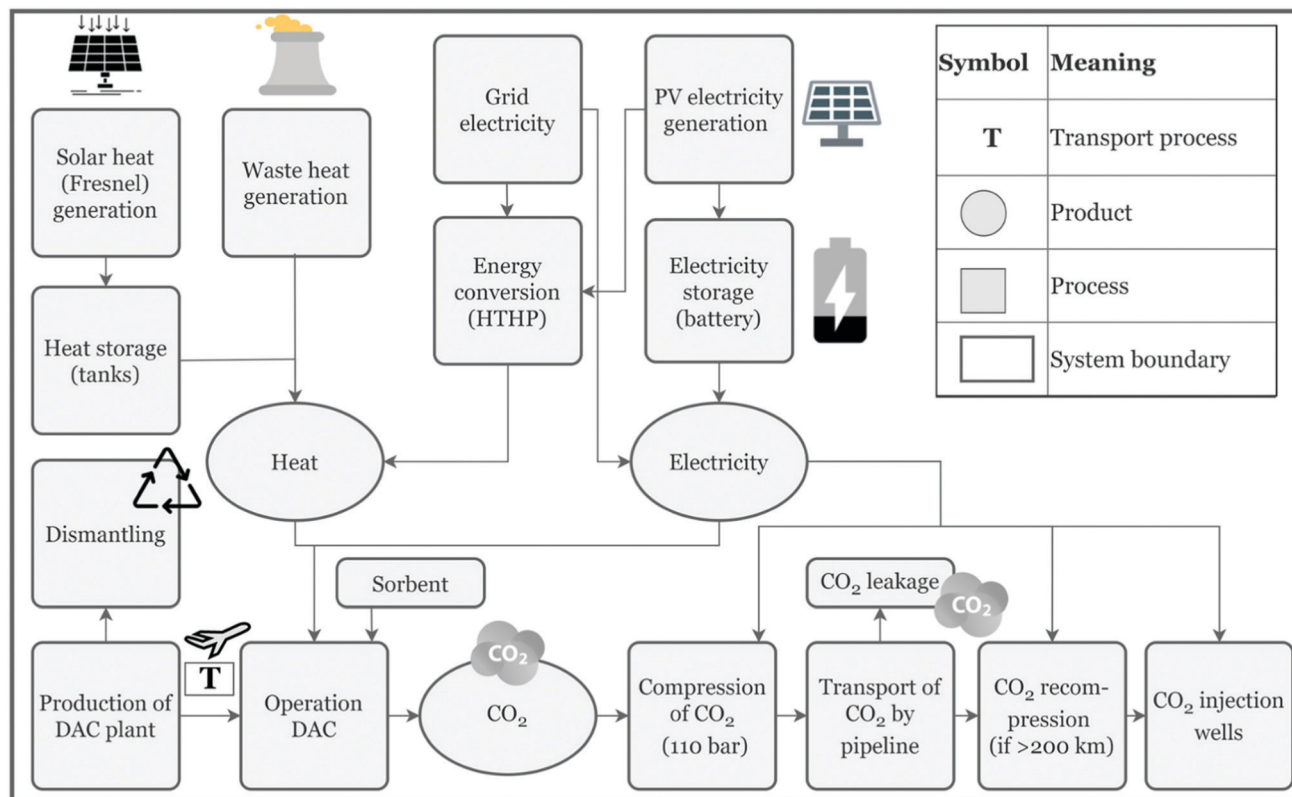 Solar heat
(Fresnel)
generation
Waste heat
generation
Grid
electricity
PV electricity
generation
Symbol Meaning
T Transport process
Product
Process
System boundary
Heat storage
(tanks)
Energy
conversion
(HTHP)
Electricity
storage
(battery)
Heat
Electricity
Dismantling
Sorbent
CO₂ leakage
CO₂
Production of
DAC plant
T
Operation
DAC
CO₂
CO₂
Compression
of CO₂
(110 bar)
Transport of
CO₂ by
pipeline
CO₂ recom-
pression
(if >200 km)
CO₂ injection
wells